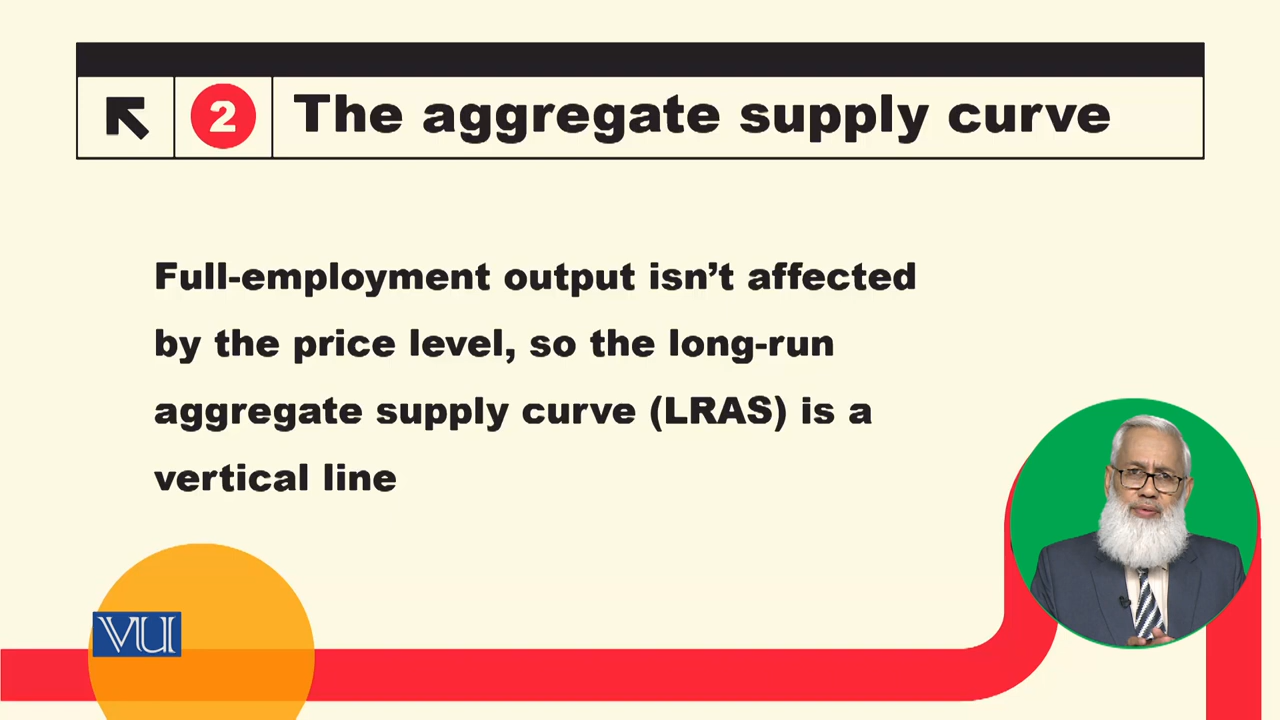 2 The aggregate supply curve
Full-employment output isn’t affected
by the price level, so the long-run
aggregate supply curve (LRAS) is a
vertical line
VU